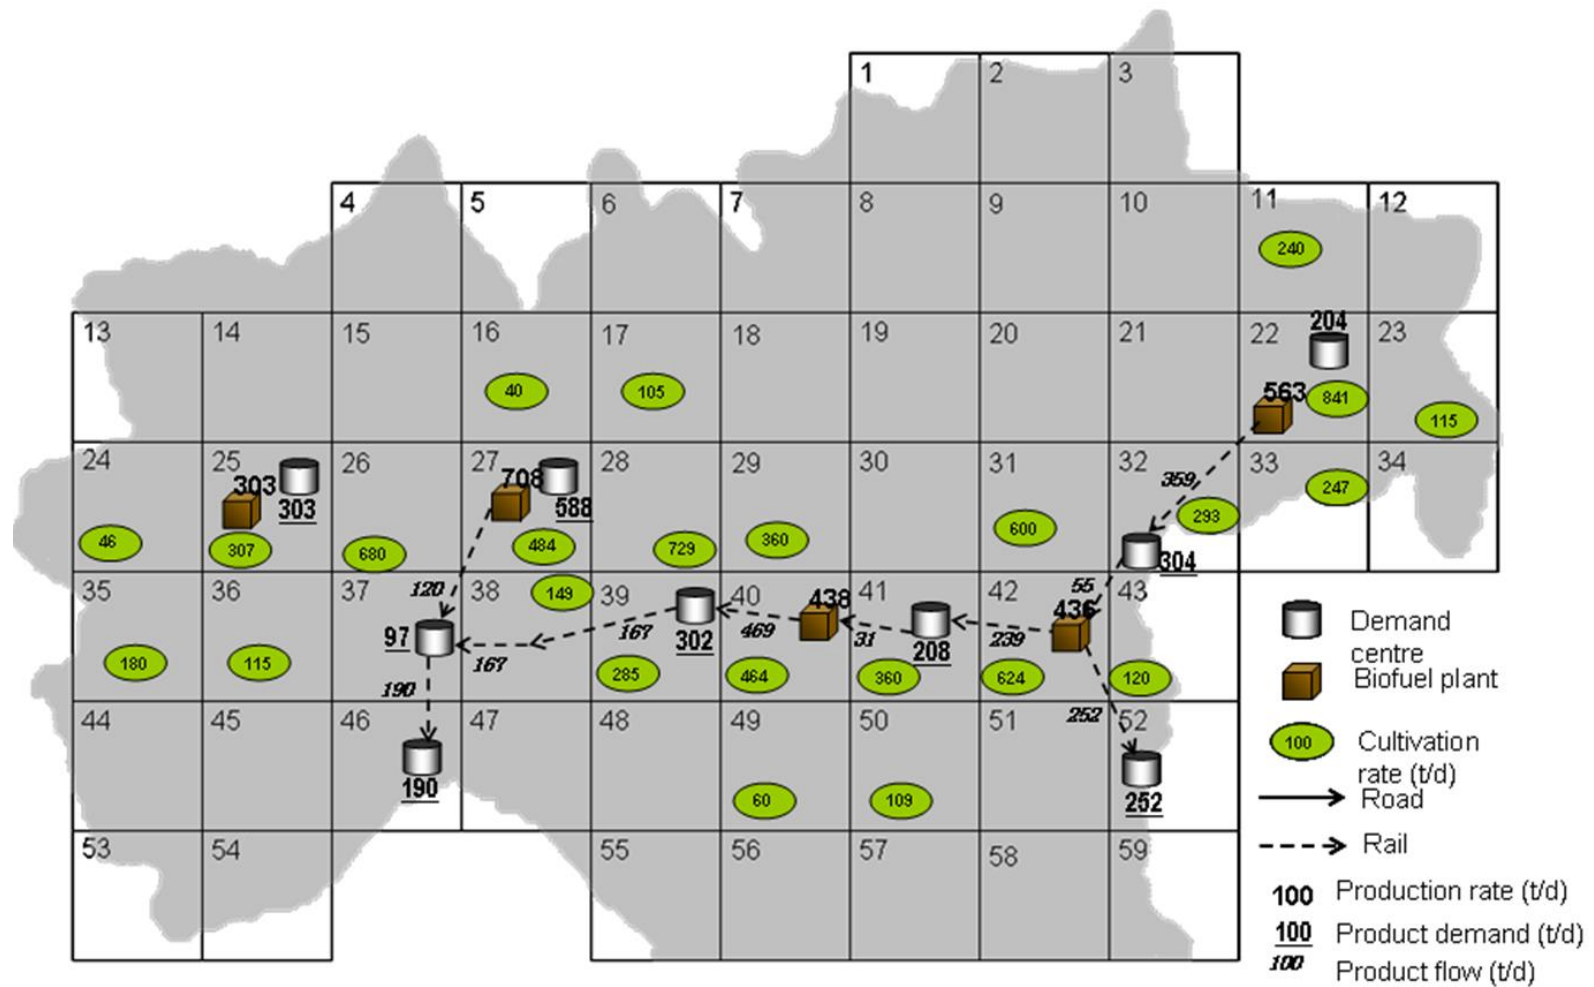 1 2 3
4 5 6 7 8 9 10 11 12
240
13 14 15 16 17 18 19 20 21 22 204 23
40 105 563 841 115
24 25 26 27 28 29 30 31 32 33 34
303 708
303 588
359 247
293
46 307 680 484 729 360 600
304
35 36 37 38 39 40 41 42 43
120 149 55
438 436
97 167 302 469 31 208 239
167
180 115 285 464 360 624 120
190 252
44 45 46 47 48 49 50 51 52
190 60 109 252
53 54 55 56 57 58 59
Demand
centre
Biofuel plant
100 Cultivation
rate (t/d)
Road
Rail
100 Production rate (t/d)
100 Product demand (t/d)
100 Product flow (t/d)